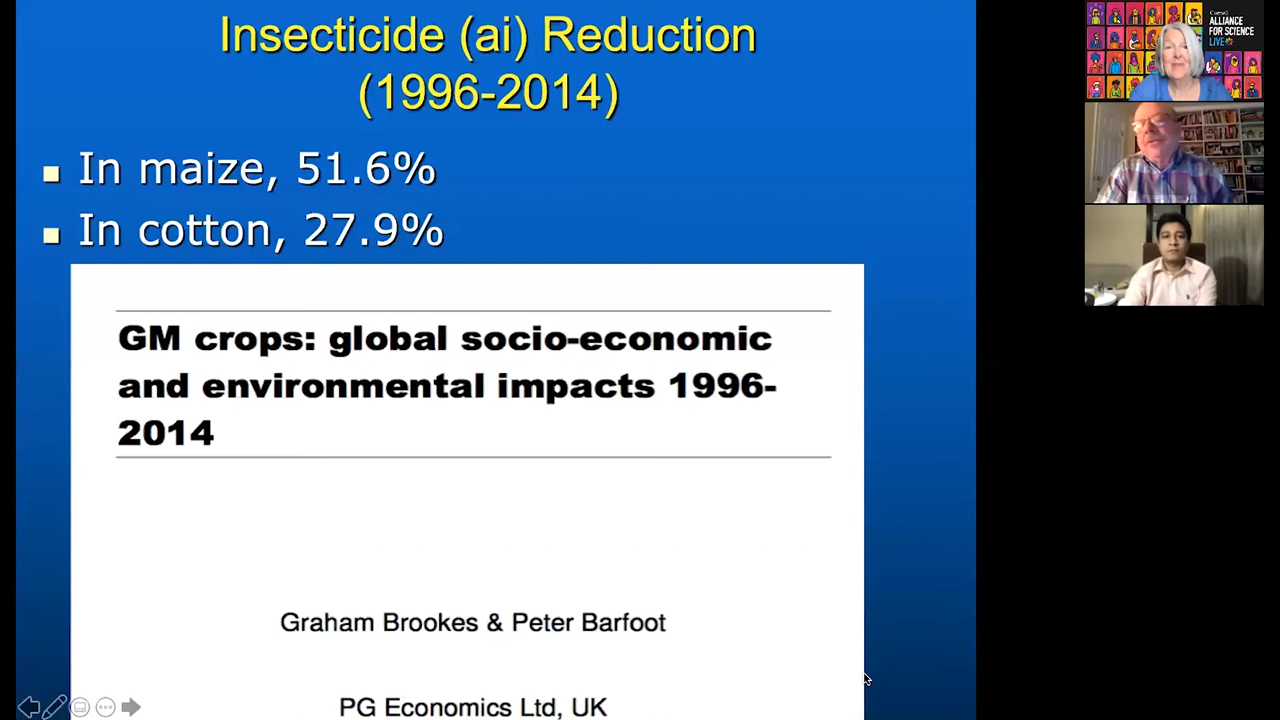 Insecticide (ai) Reduction
(1996-2014)
In maize, 51.6%
In cotton, 27.9%
GM crops: global socio-economic
and environmental impacts 1996-
2014
Graham Brookes & Peter Barfoot
PG Economics Ltd, UK
Cornell
ALLIANCE
FOR SCIENCE
LIVE